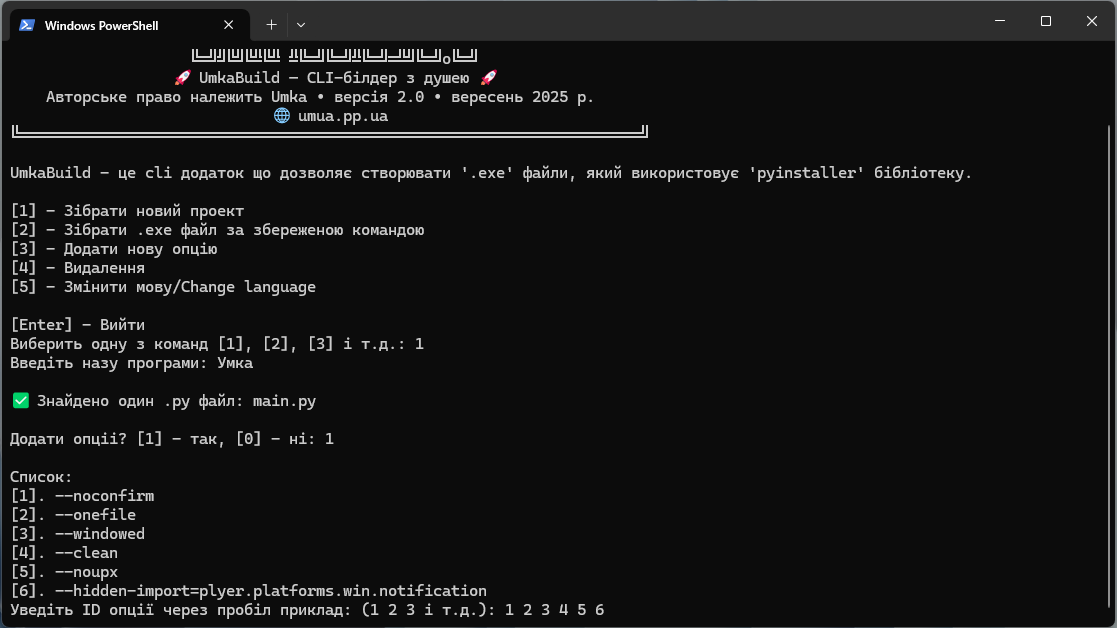 Windows PowerShell
🚀 UmkaBuild — CLI-білдер з душею 🚀
Авторське право належить Umka • версія 2.0 • вересень 2025 р.
🌐 umua.pp.ua
UmkaBuild — це cli додаток що дозволяє створювати '.exe' файли, який використовує 'pyinstaller' бібліотеку.
[1] — Зібрати новий проект
[2] — Зібрати .exe файл за збереженою командою
[3] — Додати нову опцію
[4] — Видалення
[5] — Змінити мову/Change language
[Enter] — Вийти
Виберить одну з команд [1], [2], [3] і т.д.: 1
Введіть назу програми: Умка
✅ Знайдено один .py файл: main.py
Додати опціі? [1] — так, [0] — ні: 1
Список:
[1]. --noconfirm
[2]. --onefile
[3]. --windowed
[4]. --clean
[5]. --noupx
[6]. --hidden-import=plyer.platforms.win.notification
Уведіть ID опції через пробіл приклад: (1 2 3 і т.д.): 1 2 3 4 5 6